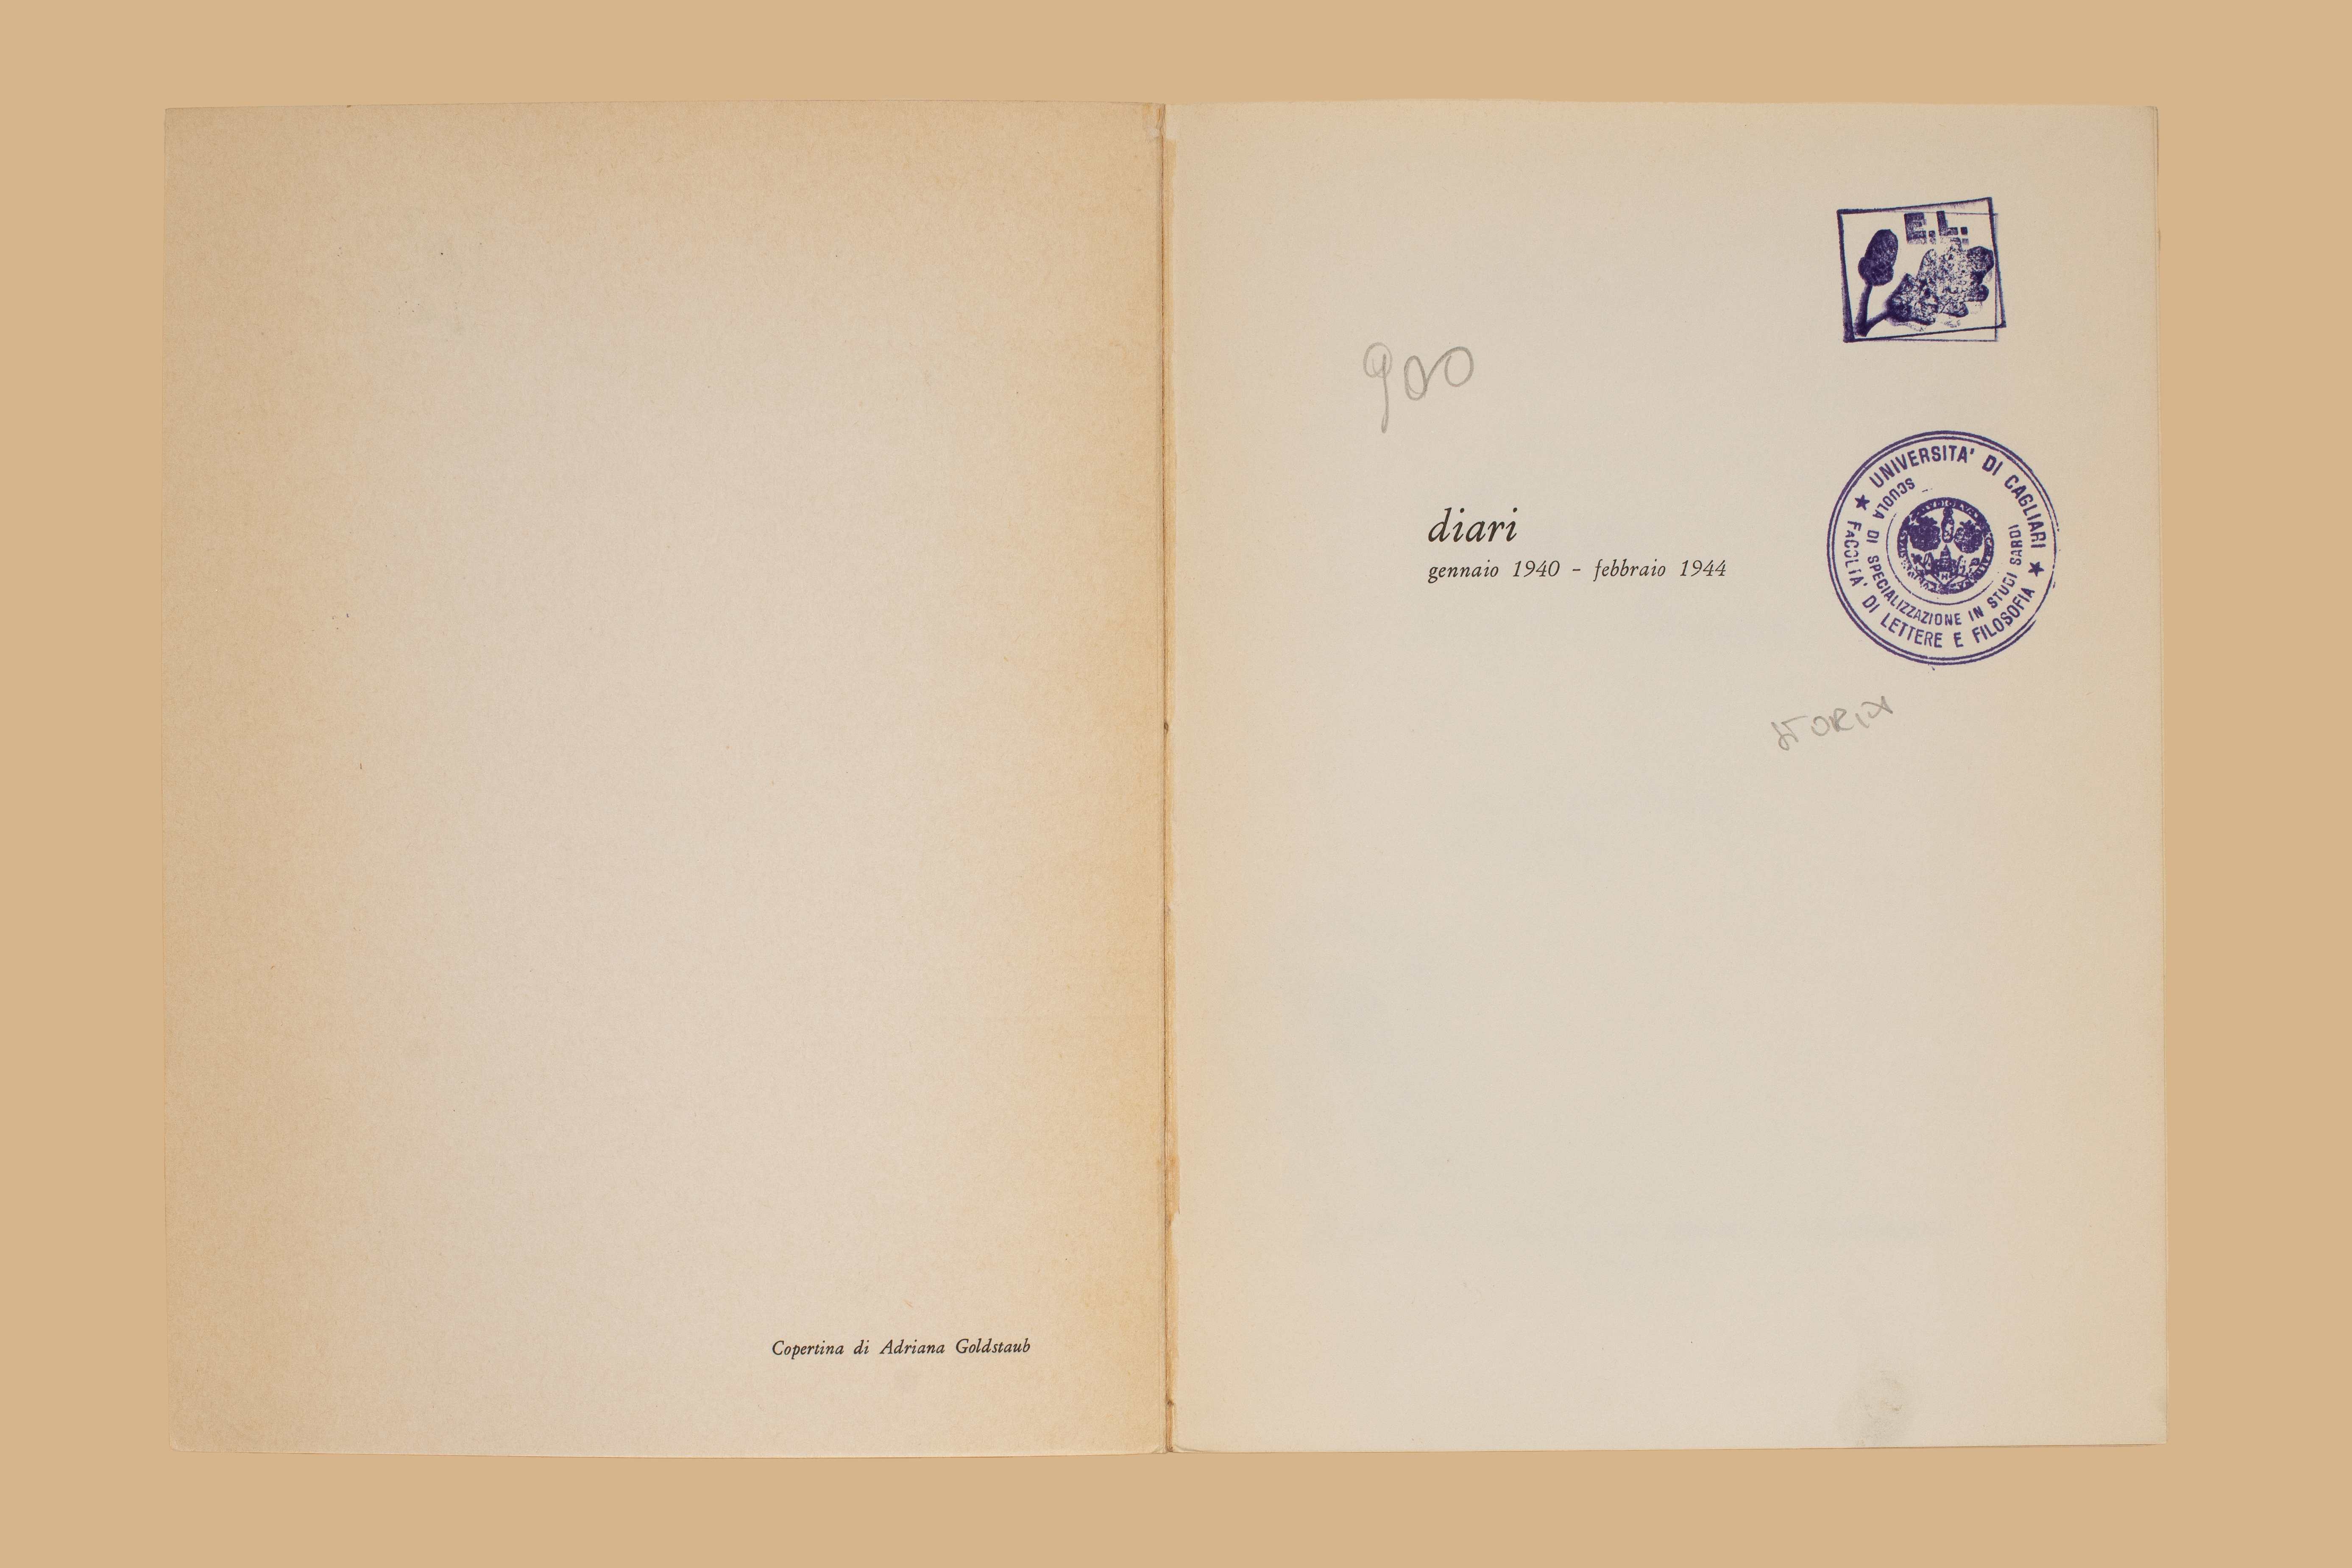 Copertina di Adriana Goldstaub
E.L.
900
diari
gennaio 1940 - febbraio 1944
★ UNIVERSITA' DI CAGLIARI ★
FACOLTA' DI LETTERE E FILOSOFIA
SCUOLA DI SPECIALIZZAZIONE IN STUDI SARDI
STORIA